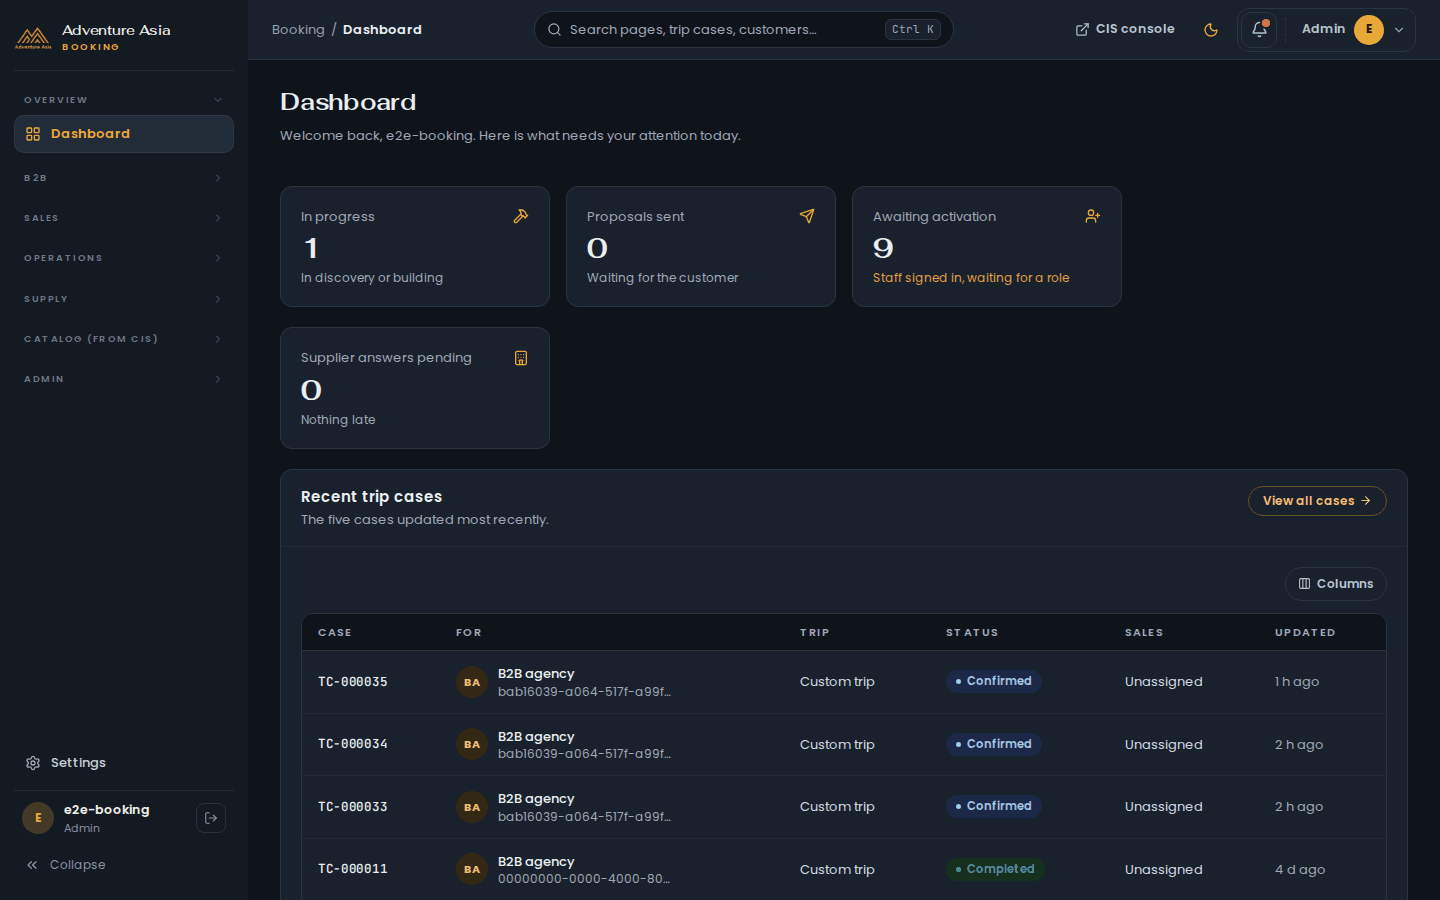 Adventure Asia
BOOKING
Adventure Asia
OVERVIEW
Dashboard
B2B
SALES
OPERATIONS
SUPPLY
CATALOG (FROM CIS)
ADMIN
Settings
E
e2e-booking
Admin
Collapse
Booking / Dashboard
Search pages, trip cases, customers...
Ctrl K
CIS console
Admin
E
Dashboard
Welcome back, e2e-booking. Here is what needs your attention today.
In progress
1
In discovery or building
Proposals sent
0
Waiting for the customer
Awaiting activation
9
Staff signed in, waiting for a role
Supplier answers pending
0
Nothing late
Recent trip cases
The five cases updated most recently.
View all cases
Columns
CASE FOR TRIP STATUS SALES UPDATED
TC-000035 BA B2B agency Custom trip Confirmed Unassigned 1 h ago
bab16039-a064-517f-a99f...
TC-000034 BA B2B agency Custom trip Confirmed Unassigned 2 h ago
bab16039-a064-517f-a99f...
TC-000033 BA B2B agency Custom trip Confirmed Unassigned 2 h ago
bab16039-a064-517f-a99f...
TC-000011 BA B2B agency Custom trip Completed Unassigned 4 d ago
00000000-0000-4000-80...